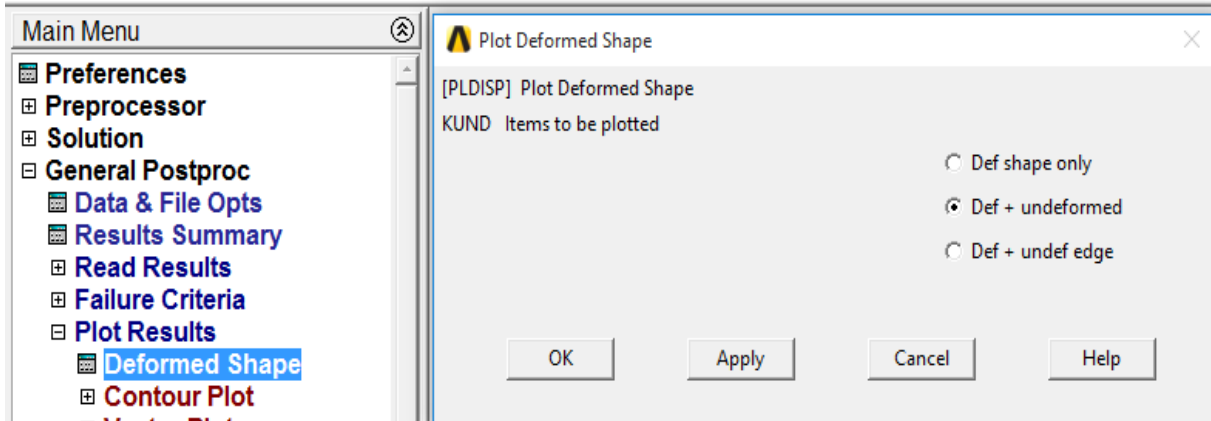 Main Menu
Preferences
Preprocessor
Solution
General Postproc
Data & File Opts
Results Summary
Read Results
Failure Criteria
Plot Results
Deformed Shape
Contour Plot
Plot Deformed Shape
[PLDISP] Plot Deformed Shape
KUND Items to be plotted
Def shape only
Def + undeformed
Def + undef edge
OK Apply Cancel Help